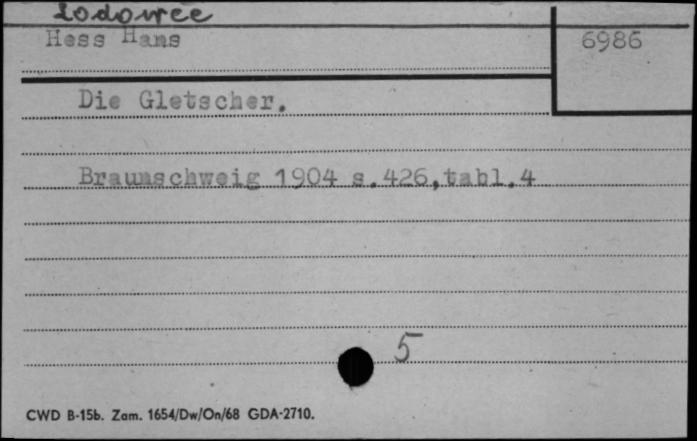 Lodowce
Hess Hans
6986
Die Gletscher.
Braunschweig 1904 s.426,tabl.4
5
CWD B-15b. Zam. 1654/Dw/On/68 GDA-2710.